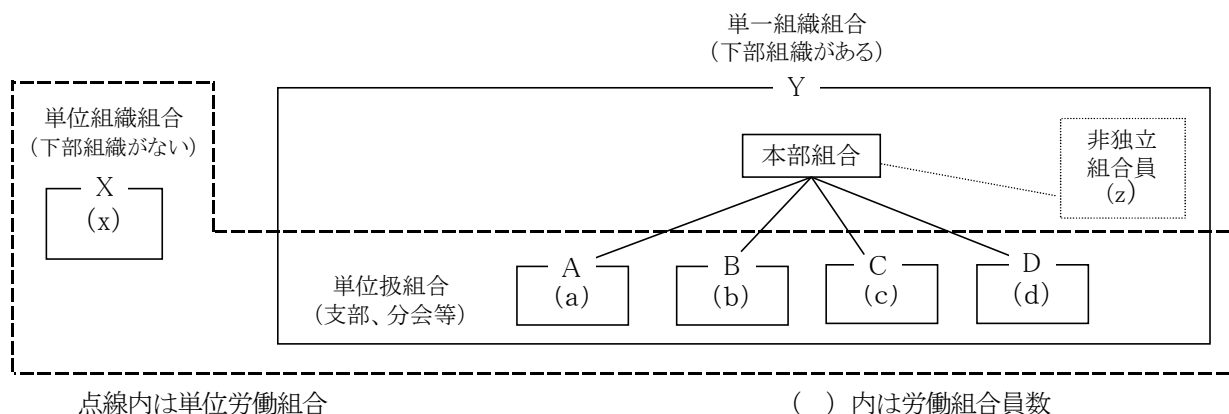 単一組織組合
（下部組織がある）
Y
単位組織組合
（下部組織がない）
X
（x）
本部組合
非独立
組合員
（z）
単位扱組合
（支部、分会等）
A
（a）
B
（b）
C
（c）
D
（d）
点線内は単位労働組合
（　）内は労働組合員数